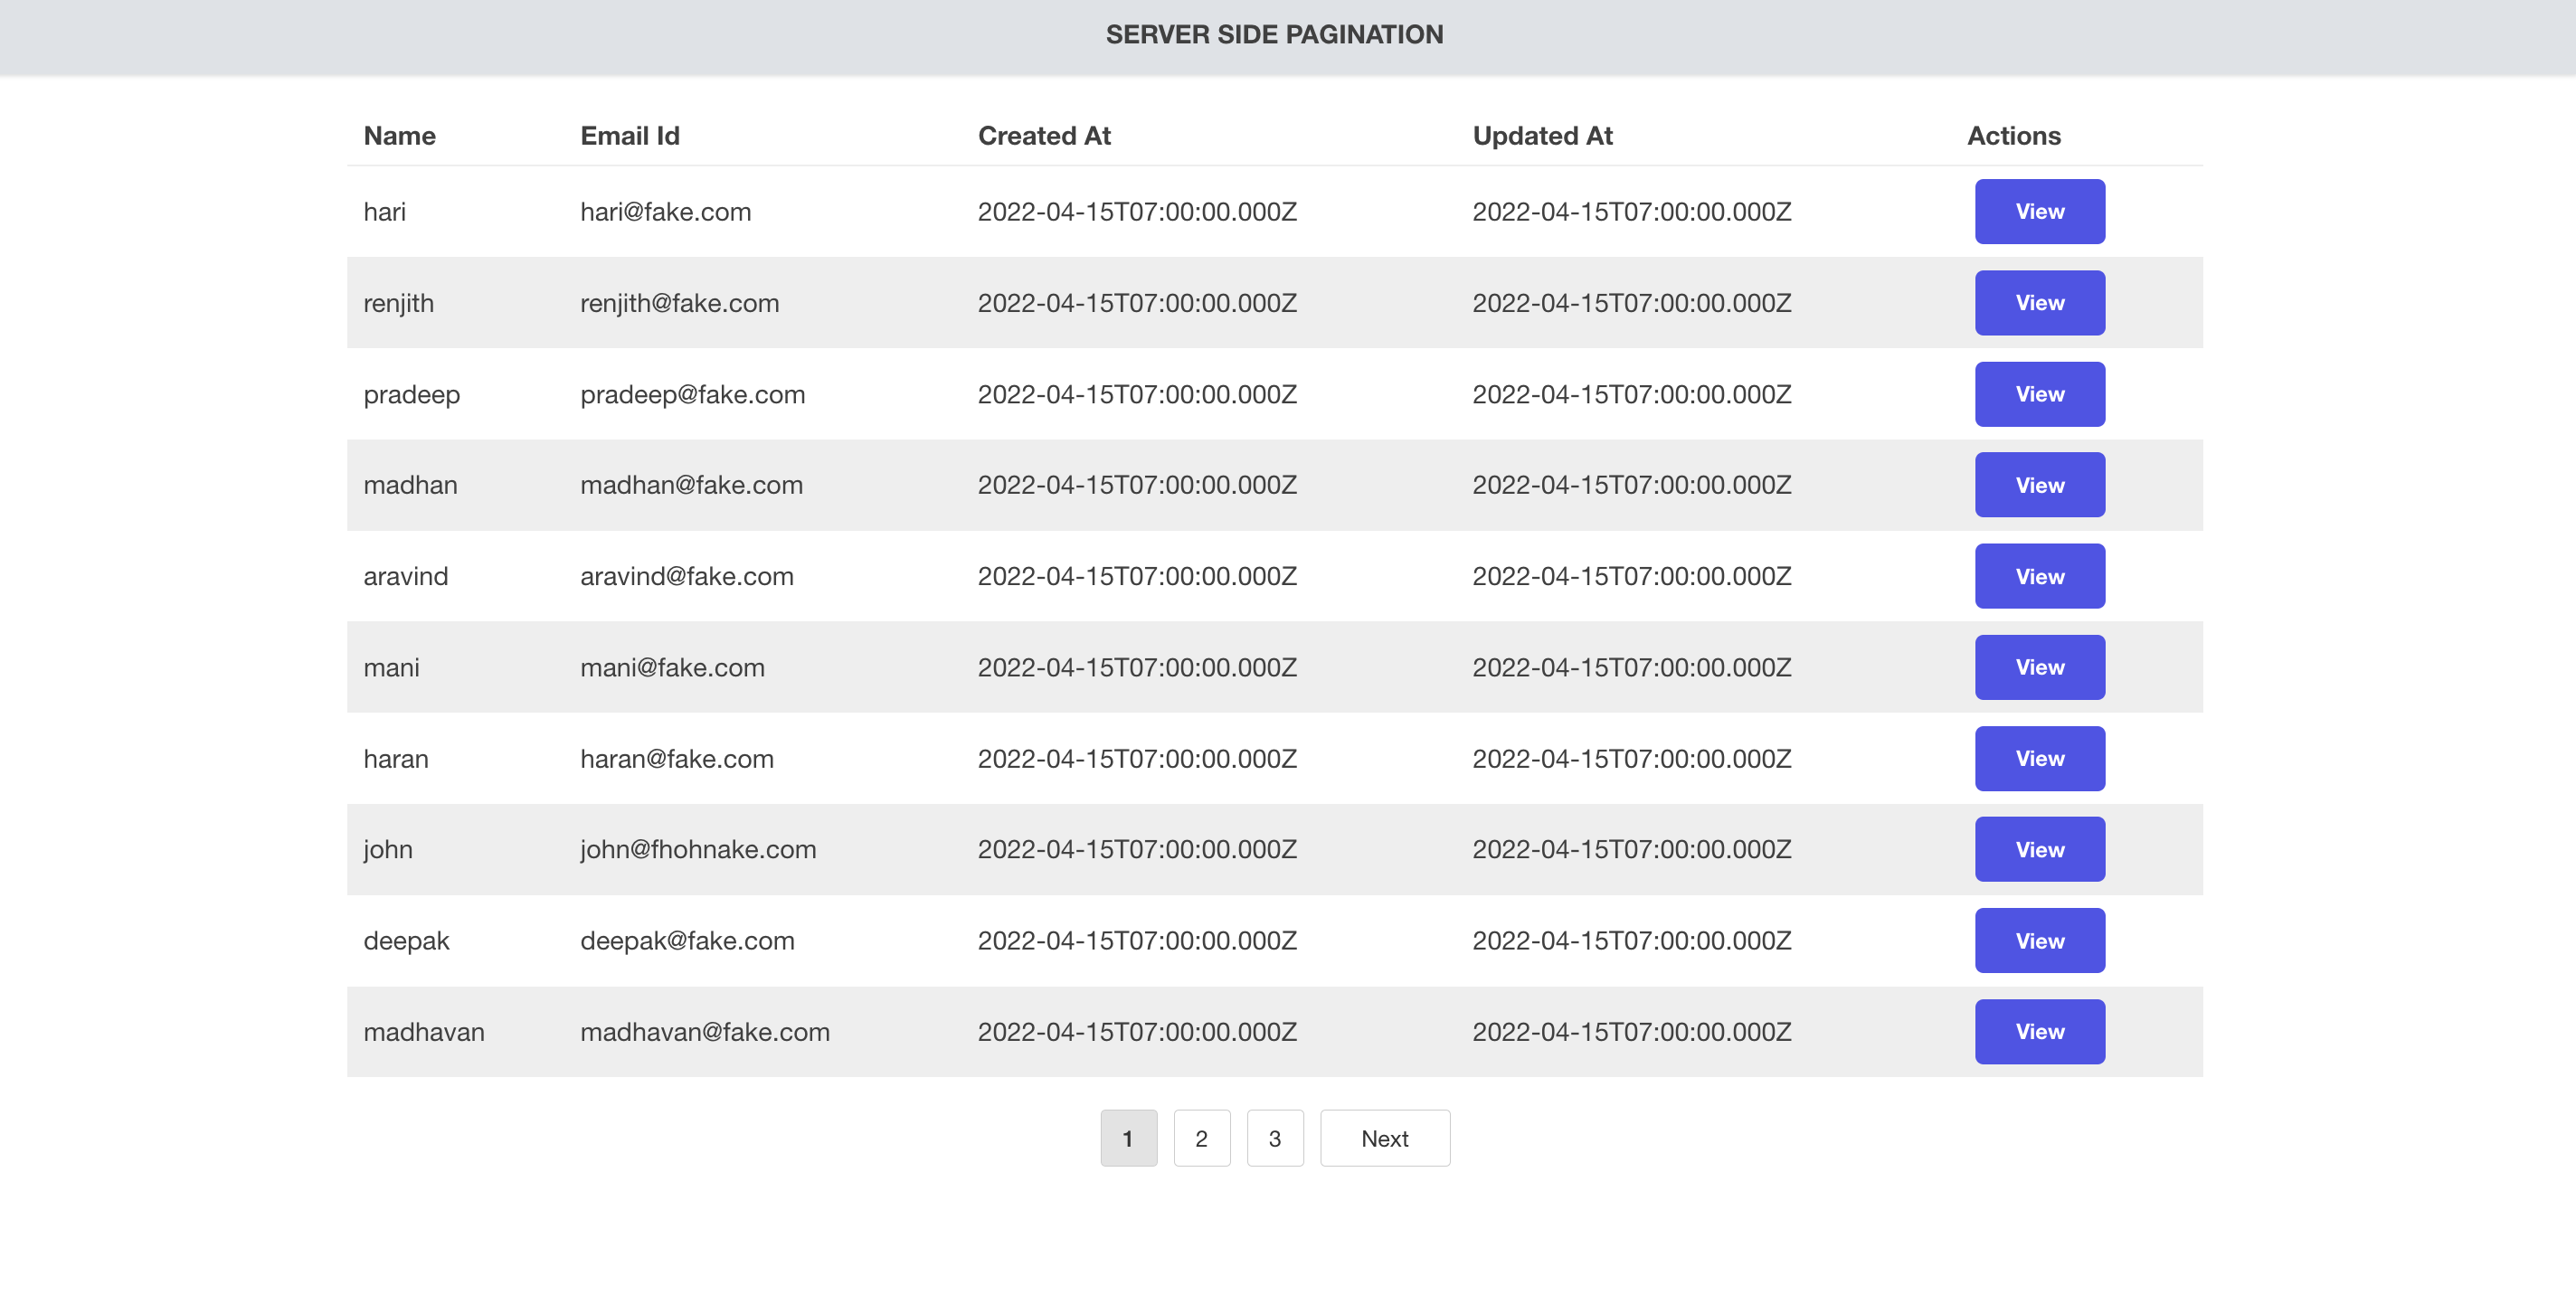 SERVER SIDE PAGINATION
Name Email Id Created At Updated At Actions
hari hari@fake.com 2022-04-15T07:00:00.000Z 2022-04-15T07:00:00.000Z View
renjith renjith@fake.com 2022-04-15T07:00:00.000Z 2022-04-15T07:00:00.000Z View
pradeep pradeep@fake.com 2022-04-15T07:00:00.000Z 2022-04-15T07:00:00.000Z View
madhan madhan@fake.com 2022-04-15T07:00:00.000Z 2022-04-15T07:00:00.000Z View
aravind aravind@fake.com 2022-04-15T07:00:00.000Z 2022-04-15T07:00:00.000Z View
mani mani@fake.com 2022-04-15T07:00:00.000Z 2022-04-15T07:00:00.000Z View
haran haran@fake.com 2022-04-15T07:00:00.000Z 2022-04-15T07:00:00.000Z View
john john@fhohnake.com 2022-04-15T07:00:00.000Z 2022-04-15T07:00:00.000Z View
deepak deepak@fake.com 2022-04-15T07:00:00.000Z 2022-04-15T07:00:00.000Z View
madhavan madhavan@fake.com 2022-04-15T07:00:00.000Z 2022-04-15T07:00:00.000Z View
1 2 3 Next